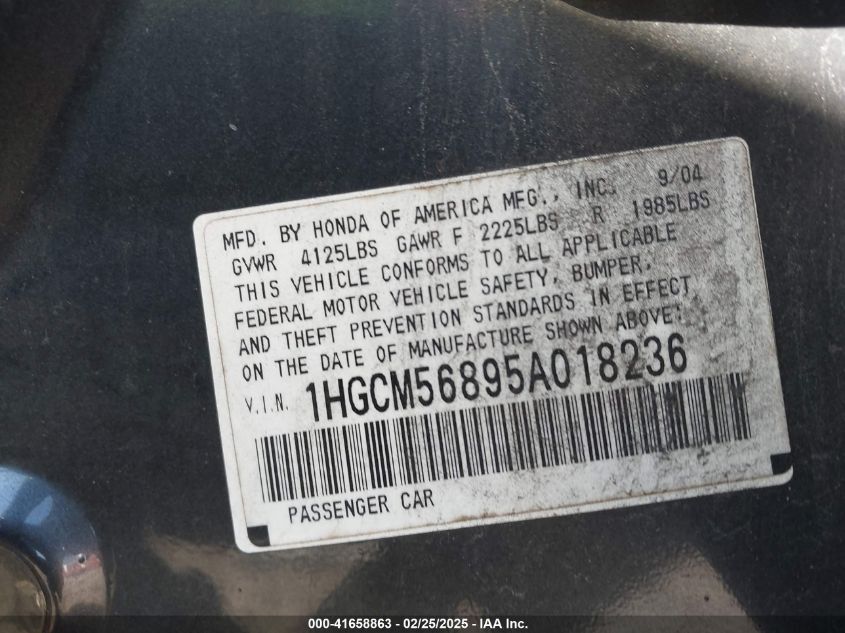 MFD. BY HONDA OF AMERICA MFG., INC. 9/04
GVWR 4125LBS GAWR F 2225LBS R 1985LBS
THIS VEHICLE CONFORMS TO ALL APPLICABLE
FEDERAL MOTOR VEHICLE SAFETY, BUMPER,
AND THEFT PREVENTION STANDARDS IN EFFECT
ON THE DATE OF MANUFACTURE SHOWN ABOVE:
V.I.N. 1HGCM56895A018236
PASSENGER CAR
000-41658863 - 02/25/2025 - IAA Inc.